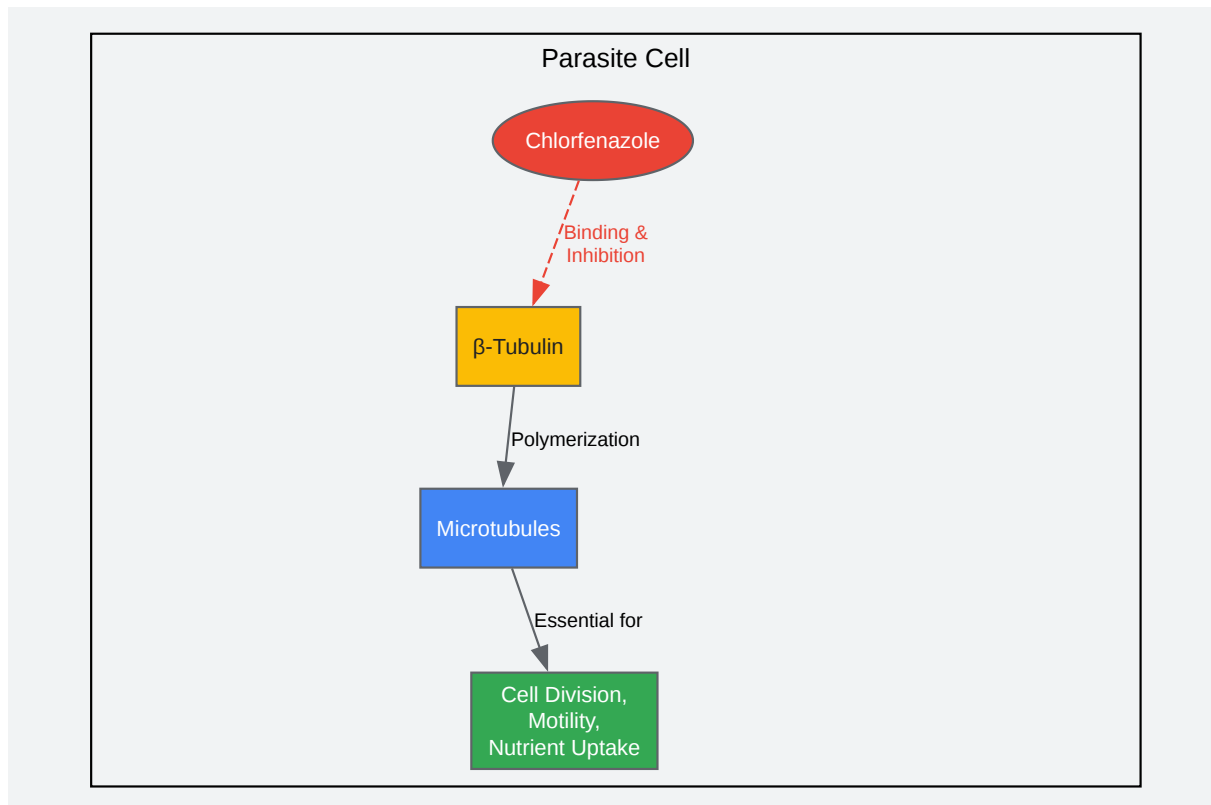 Parasite Cell
Chlorfenazole
Binding &
Inhibition
β-Tubulin
Polymerization
Microtubules
Essential for
Cell Division,
Motility,
Nutrient Uptake